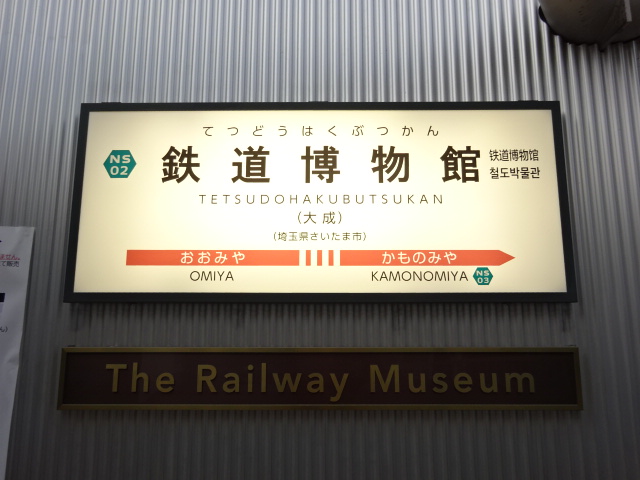 てつどうはくぶつかん
NS
02
鉄道博物館
铁道博物馆
철도박물관
TETSUDOHAKUBUTSUKAN
(大成)
(埼玉県さいたま市)
おおみや かものみや
OMIYA KAMONOMIYA
NS
03
The Railway Museum